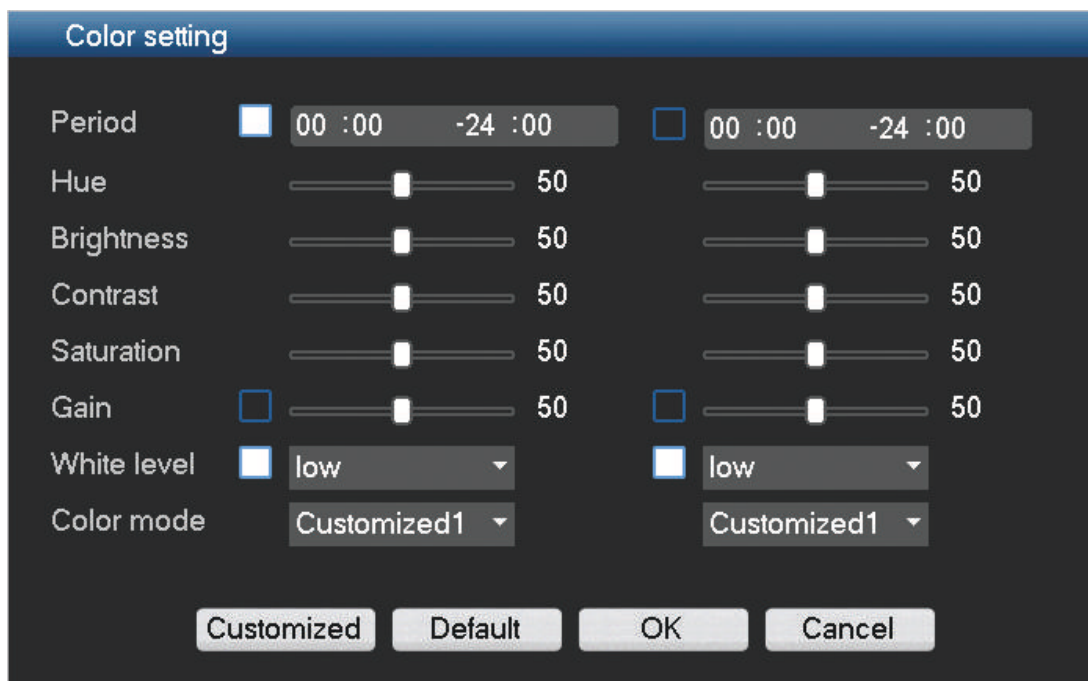 Color setting
Period 00 :00 -24 :00 00 :00 -24 :00
Hue 50 50
Brightness 50 50
Contrast 50 50
Saturation 50 50
Gain 50 50
White level low low
Color mode Customized1 Customized1
Customized Default OK Cancel